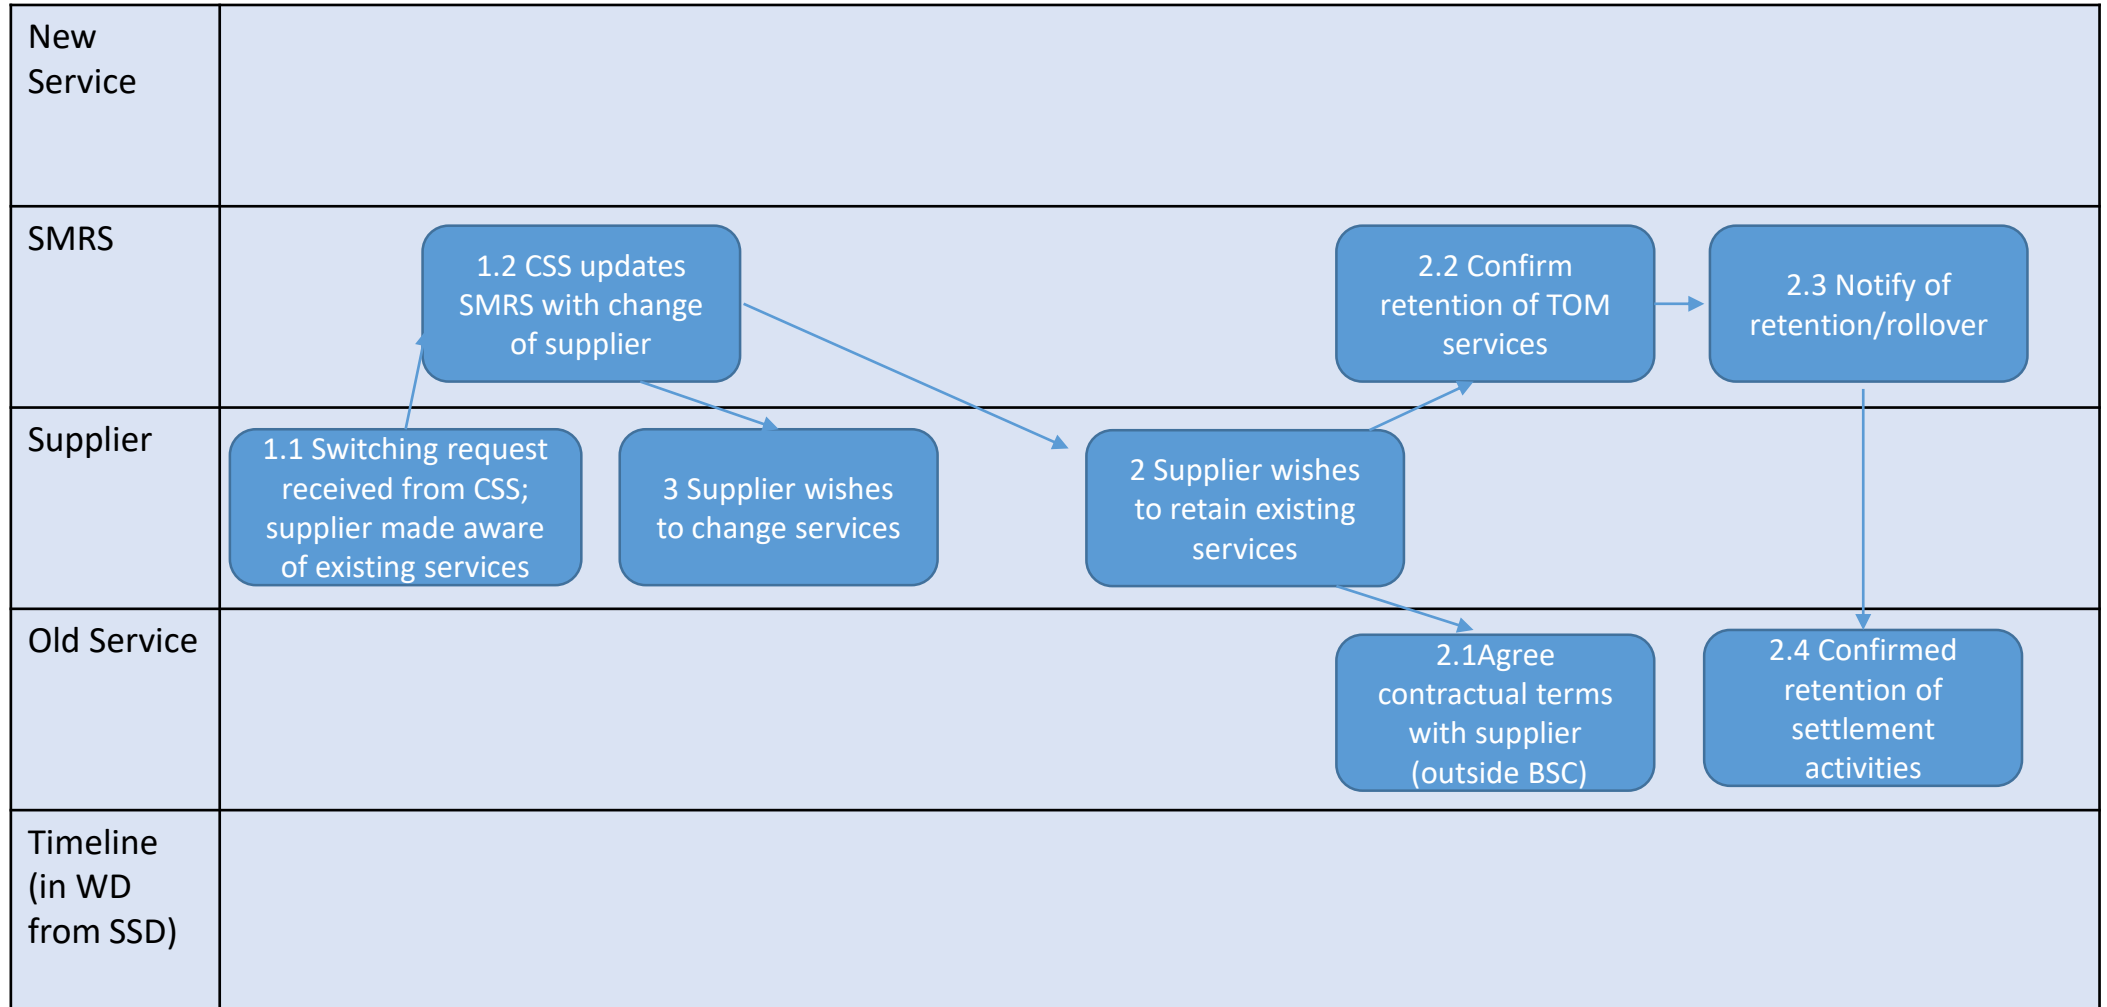 New
Service
SMRS
1.2 CSS updates
SMRS with change
of supplier
2.2 Confirm
retention of TOM
services
2.3 Notify of
retention/rollover
Supplier
1.1 Switching request
received from CSS;
supplier made aware
of existing services
3 Supplier wishes
to change services
2 Supplier wishes
to retain existing
services
Old Service
2.1Agree
contractual terms
with supplier
(outside BSC)
2.4 Confirmed
retention of
settlement
activities
Timeline
(in WD
from SSD)